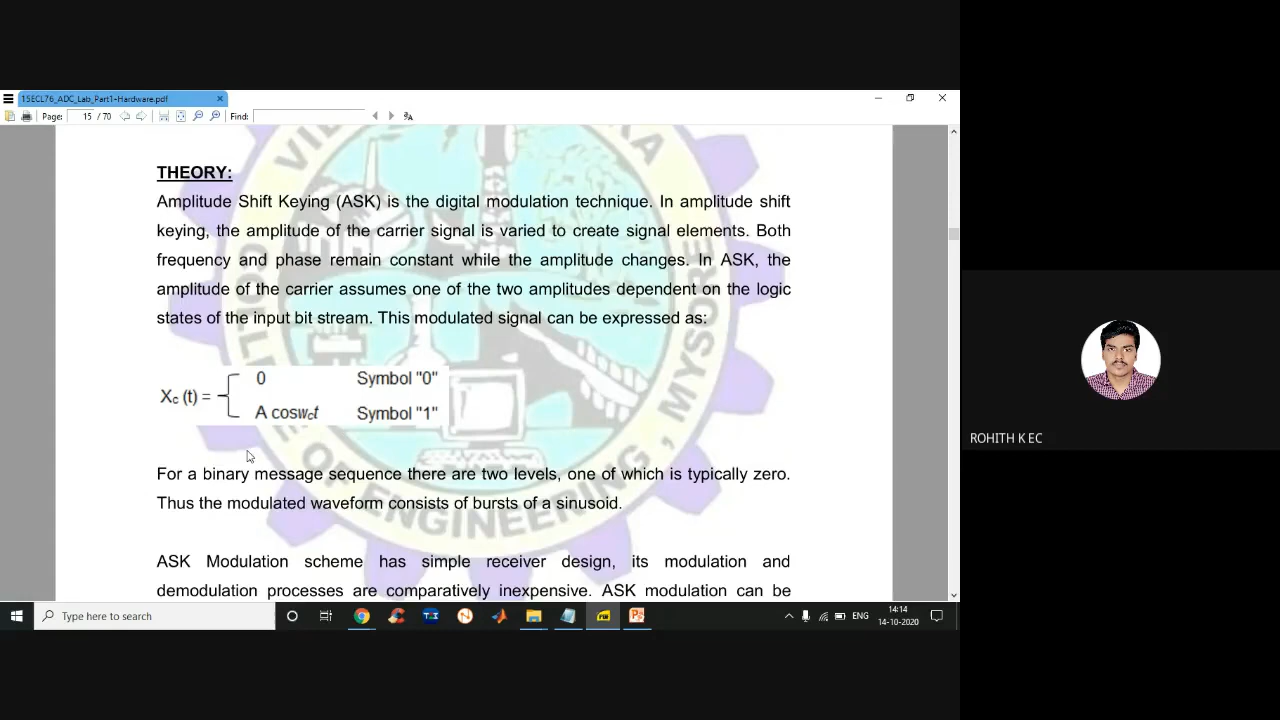 15ECL76_ADC_Lab_Part1-Hardware.pdf
Page: 15 / 70 Find:
THEORY:
Amplitude Shift Keying (ASK) is the digital modulation technique. In amplitude shift
keying, the amplitude of the carrier signal is varied to create signal elements. Both
frequency and phase remain constant while the amplitude changes. In ASK, the
amplitude of the carrier assumes one of the two amplitudes dependent on the logic
states of the input bit stream. This modulated signal can be expressed as:
0 Symbol "0"
Xc (t) =
A coswct Symbol "1"
For a binary message sequence there are two levels, one of which is typically zero.
Thus the modulated waveform consists of bursts of a sinusoid.
ASK Modulation scheme has simple receiver design, its modulation and
demodulation processes are comparatively inexpensive. ASK modulation can be
OF ENGINEERING, MYSORE
ROHITH K EC
Type here to search
ENG
14:14
14-10-2020